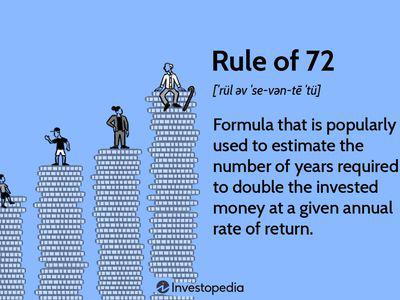 Rule of 72
['rül əv 'se-vən-tē 'tü]
Formula that is popularly
used to estimate the
number of years required
to double the invested
money at a given annual
rate of return.
Investopedia